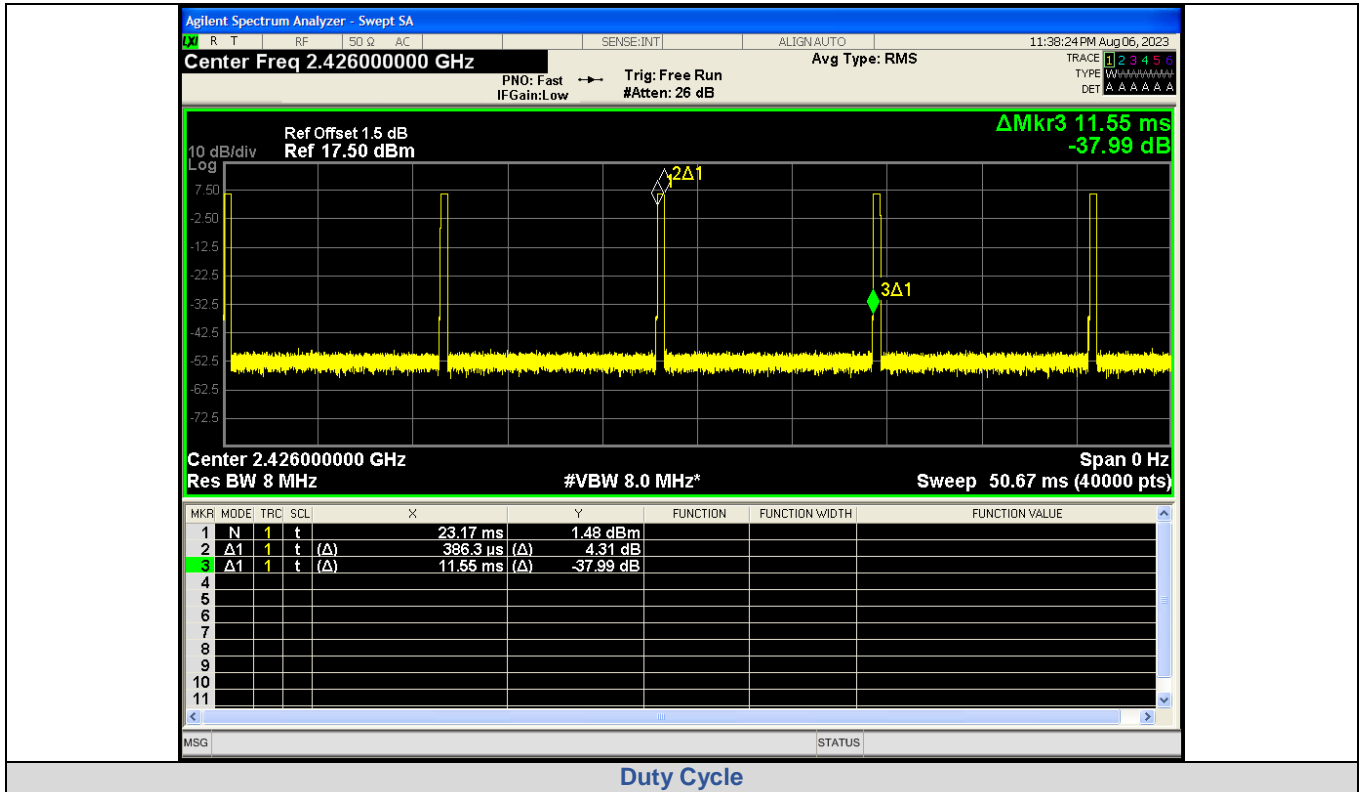 Agilent Spectrum Analyzer - Swept SA
LXI R T RF 50 Ω AC SENSE:INT ALIGN AUTO 11:38:24 PM Aug 06, 2023
Center Freq 2.426000000 GHz Avg Type: RMS TRACE 1 2 3 4 5 6
PNO: Fast Trig: Free Run TYPE WWWWWW
IFGain:Low #Atten: 26 dB DET A A A A A A
ΔMkr3 11.55 ms
-37.99 dB
Ref Offset 1.5 dB
10 dB/div Ref 17.50 dBm
Log
2Δ1
1
7.50
-2.50
-12.5
-22.5
3Δ1
-32.5
-42.5
-52.5
-62.5
-72.5
Center 2.426000000 GHz Span 0 Hz
Res BW 8 MHz #VBW 8.0 MHz* Sweep 50.67 ms (40000 pts)
MKR MODE TRC SCL X Y FUNCTION FUNCTION WIDTH FUNCTION VALUE
1 N 1 t 23.17 ms 1.48 dBm
2 Δ1 1 t (Δ) 386.3 µs (Δ) 4.31 dB
3 Δ1 1 t (Δ) 11.55 ms (Δ) -37.99 dB
4
5
6
7
8
9
10
11
MSG STATUS
Duty Cycle